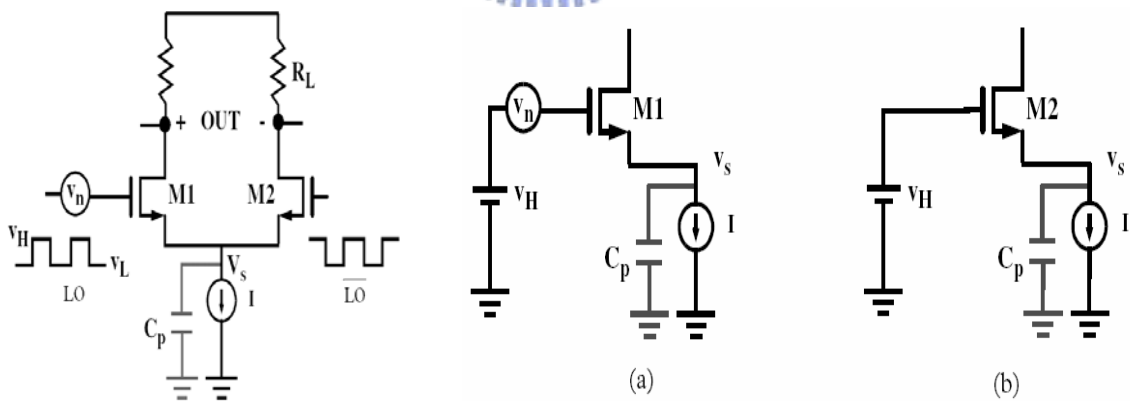 R_L
+ OUT -
v_n
M1
M2
v_H
v_L
LO
V_s
I
C_p
L̅O̅
v_n
M1
v_s
v_H
C_p
I
(a)
M2
v_s
v_H
C_p
I
(b)